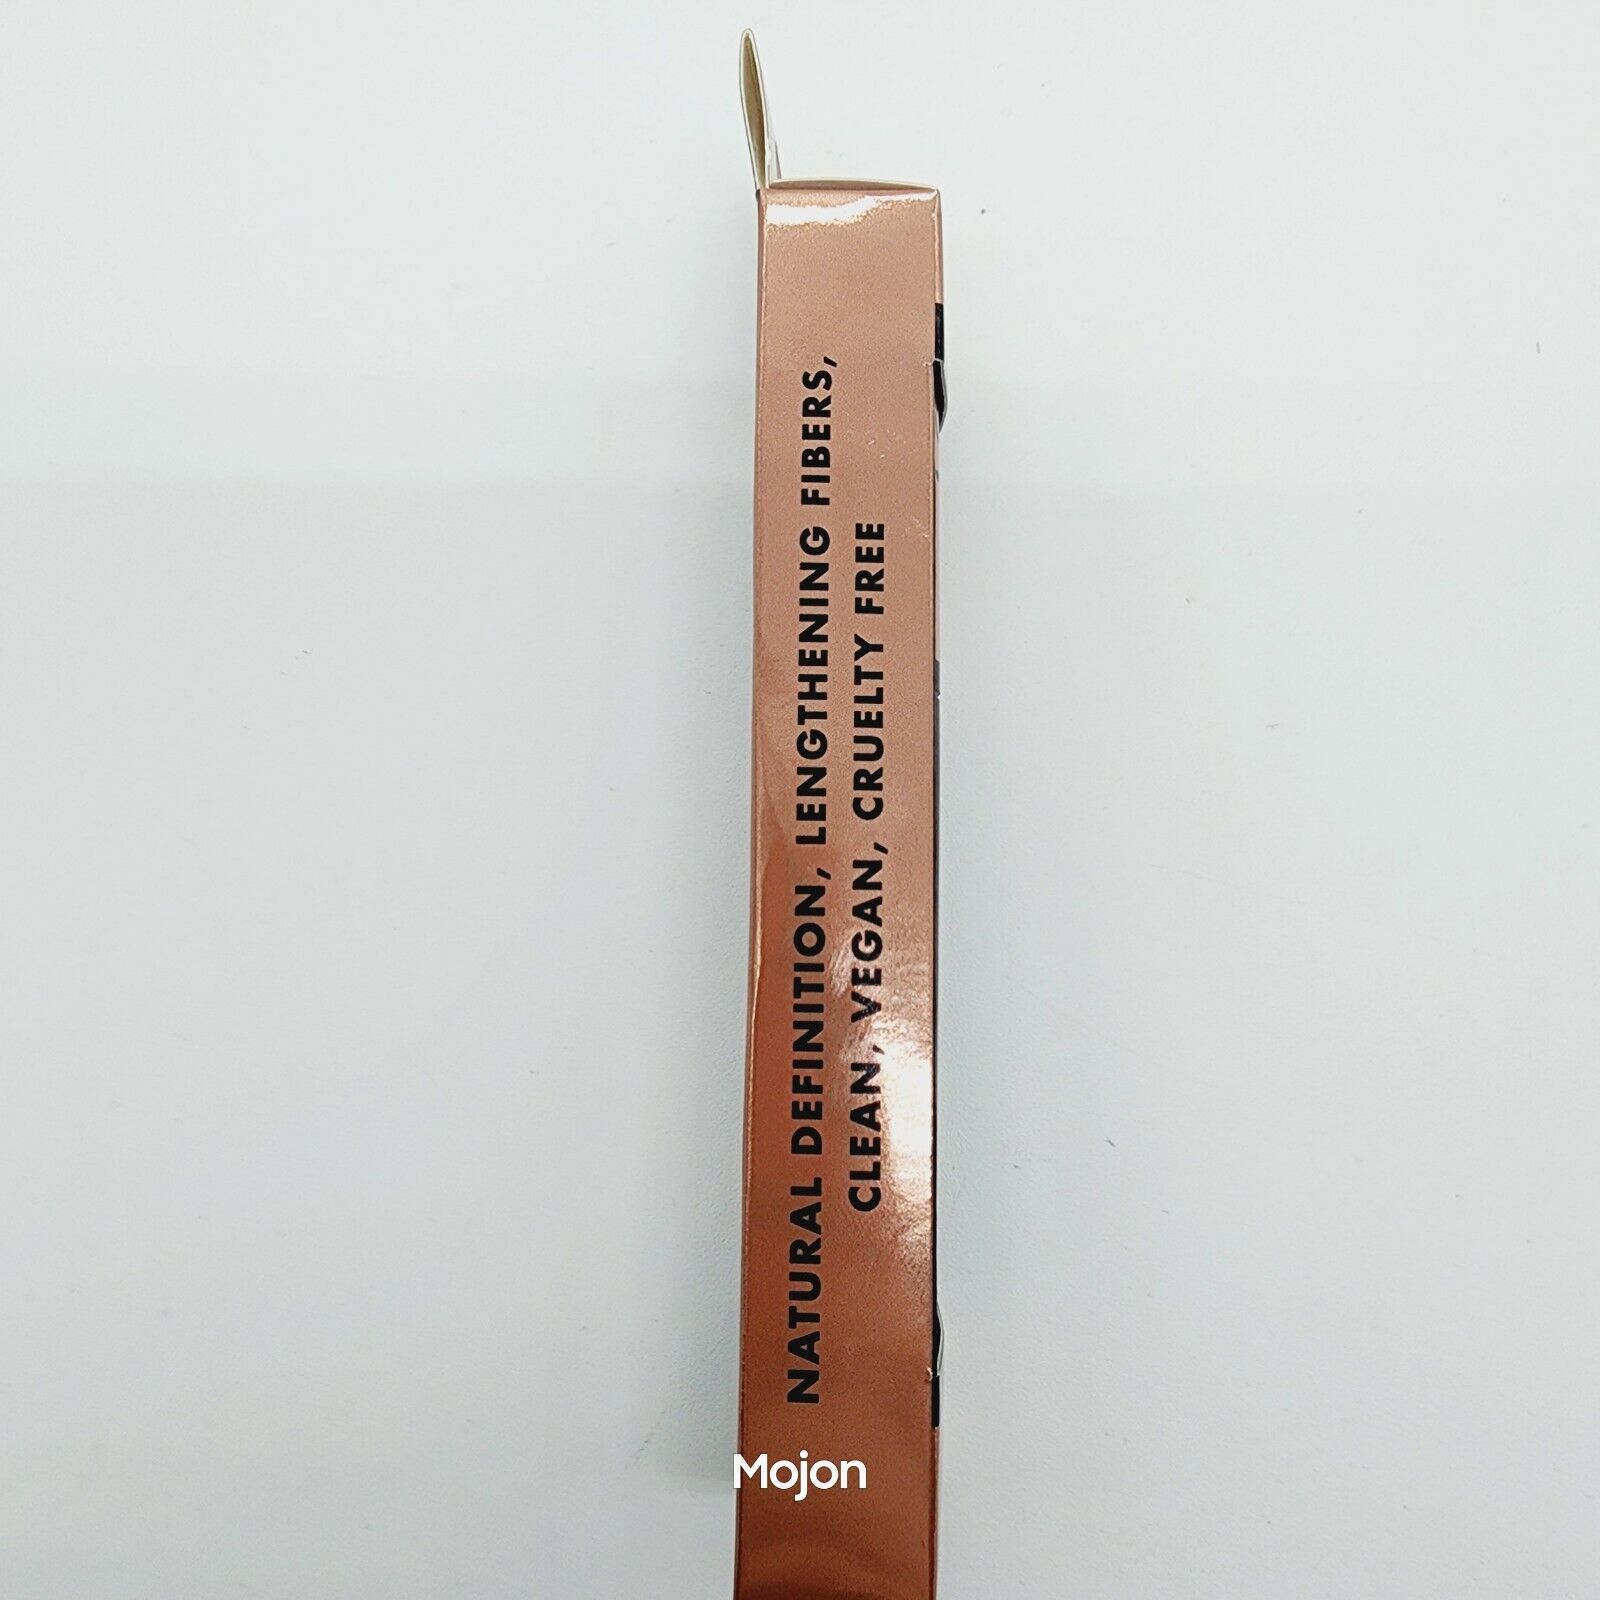 NATURAL DEFINITION, LENGTHENING FIBERS,
CLEAN, VEGAN, CRUELTY FREE
Mojon